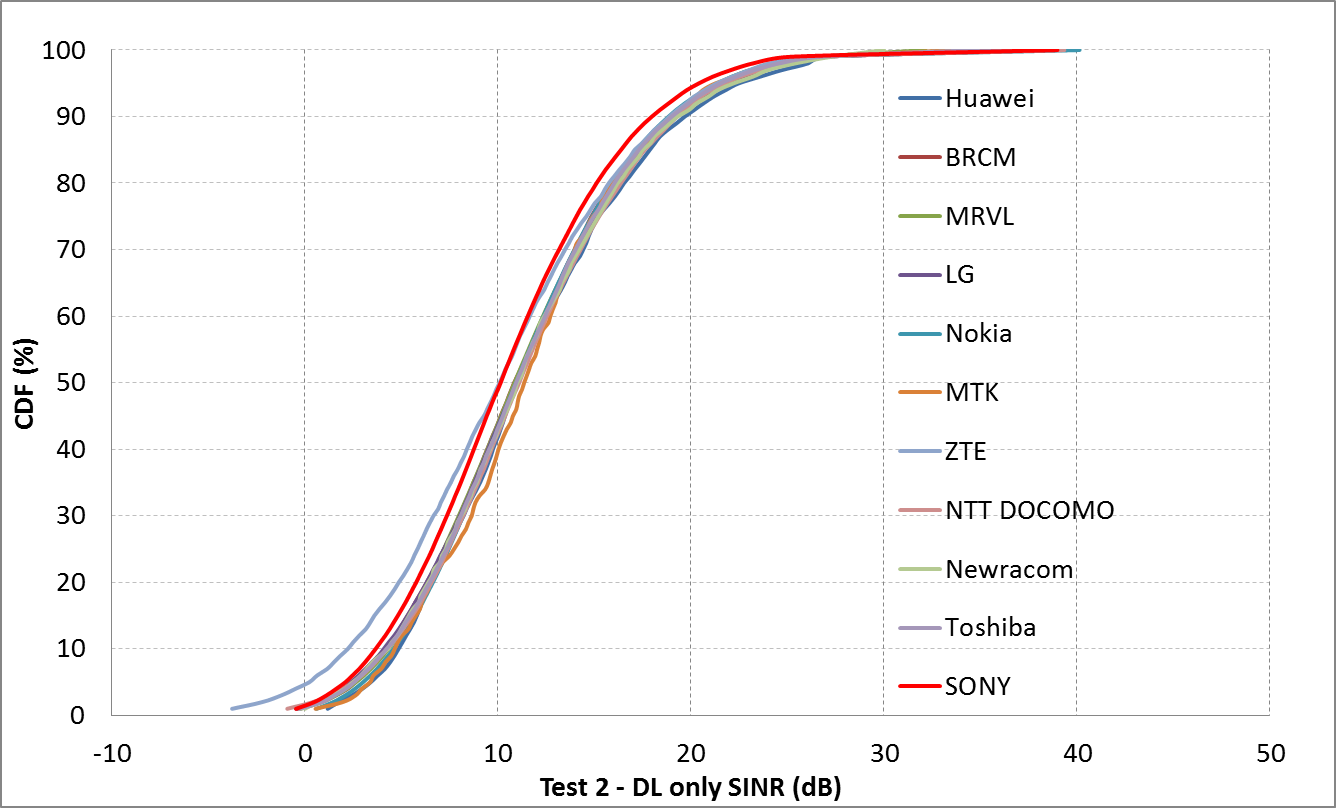 100
90
80
70
60
50
40
30
20
10
0
CDF (%)
-10 0 10 20 30 40 50
Test 2 - DL only SINR (dB)
Huawei
BRCM
MRVL
LG
Nokia
MTK
ZTE
NTT DOCOMO
Newracom
Toshiba
SONY